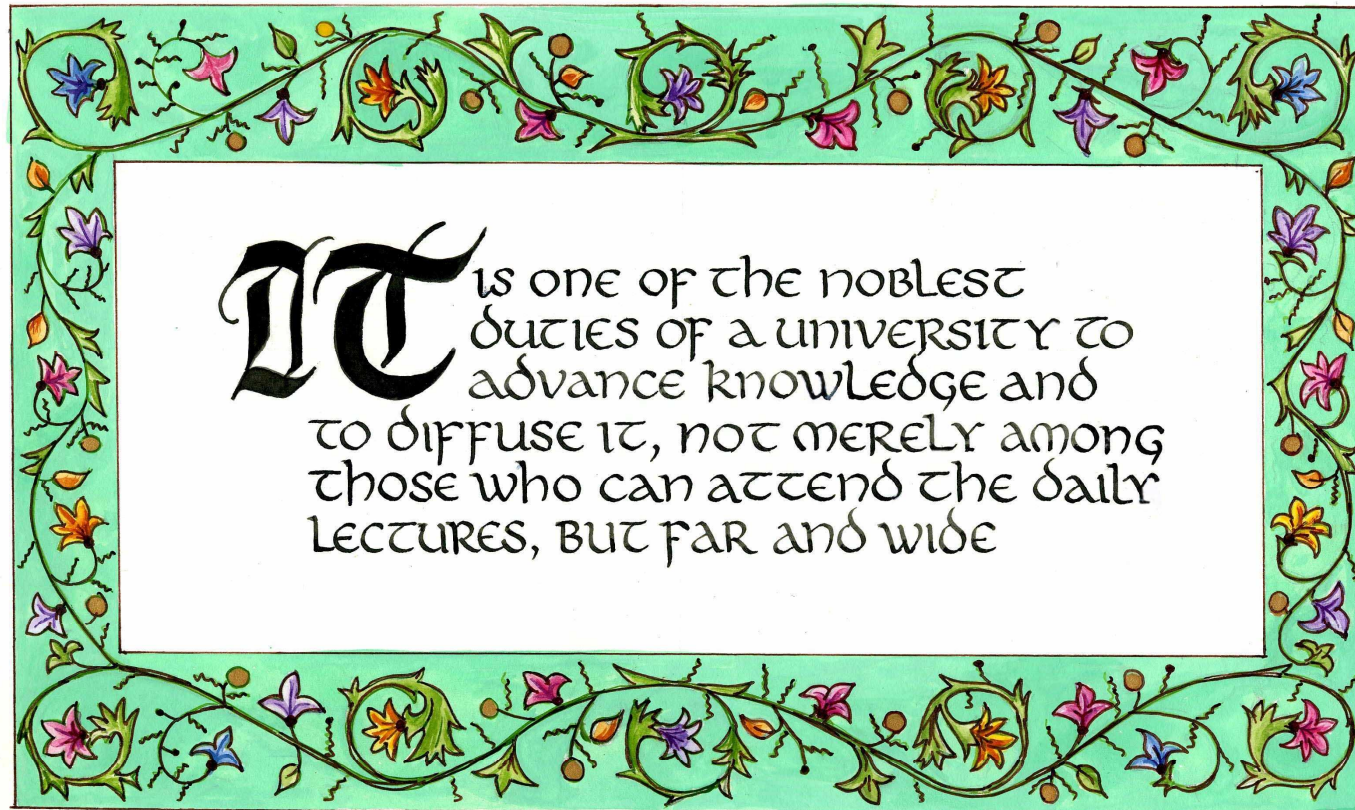 IT is one of the noblest
duties of a university to
advance knowledge and
to diffuse it, not merely among
those who can attend the daily
lectures, but far and wide